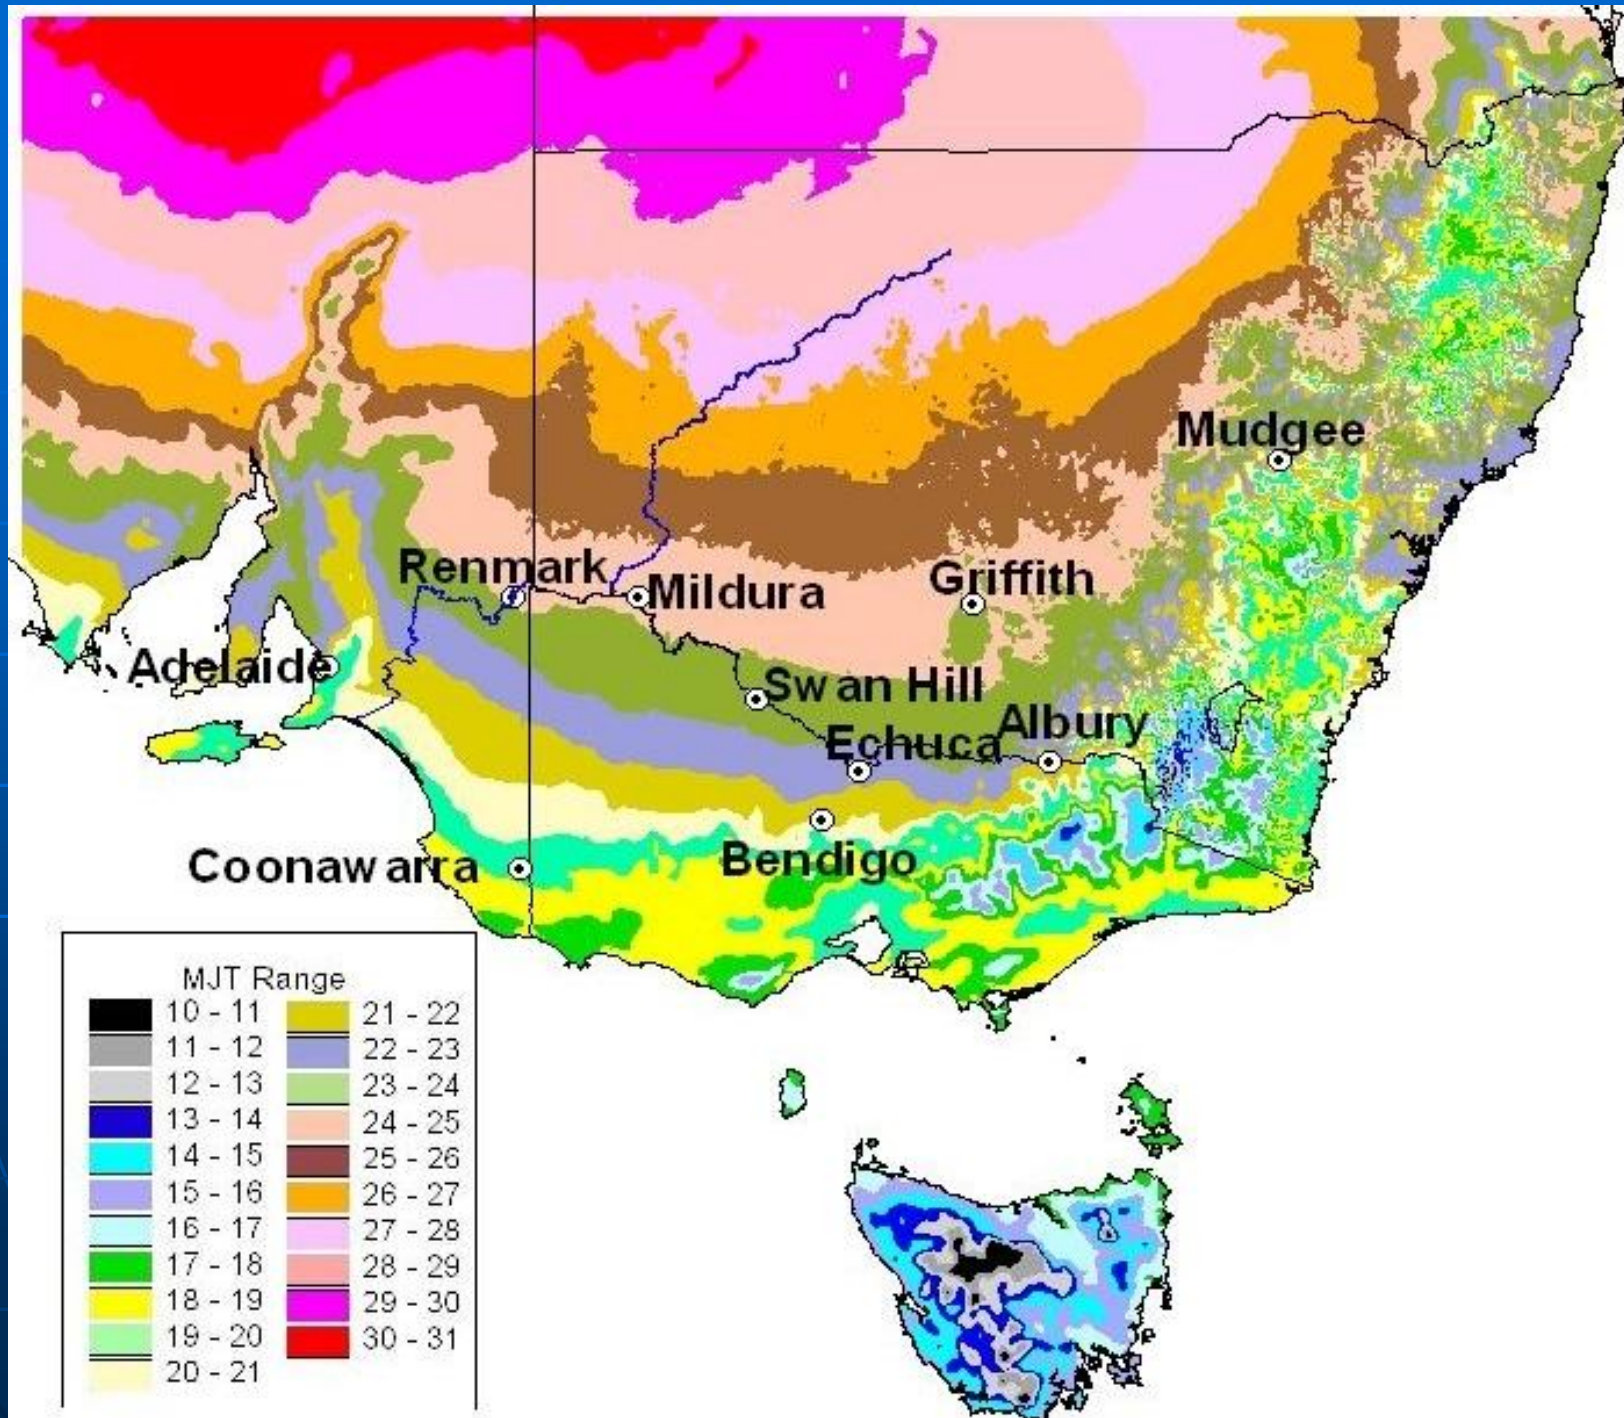 Mudgee
Renmark
Mildura
Griffith
Adelaide
Swan Hill
Albury
Echuca
Coonawarra
Bendigo
MJT Range
10 - 11
11 - 12
12 - 13
13 - 14
14 - 15
15 - 16
16 - 17
17 - 18
18 - 19
19 - 20
20 - 21
21 - 22
22 - 23
23 - 24
24 - 25
25 - 26
26 - 27
27 - 28
28 - 29
29 - 30
30 - 31